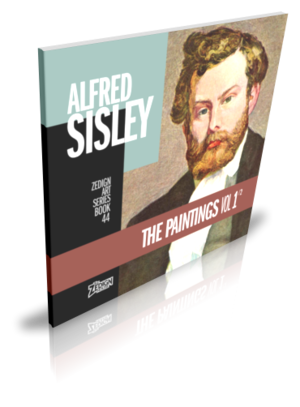 ALFRED
SISLEY
ZEDIGN
ART
SERIES
BOOK
44
THE PAINTINGS VOL 1
ZEDIGN